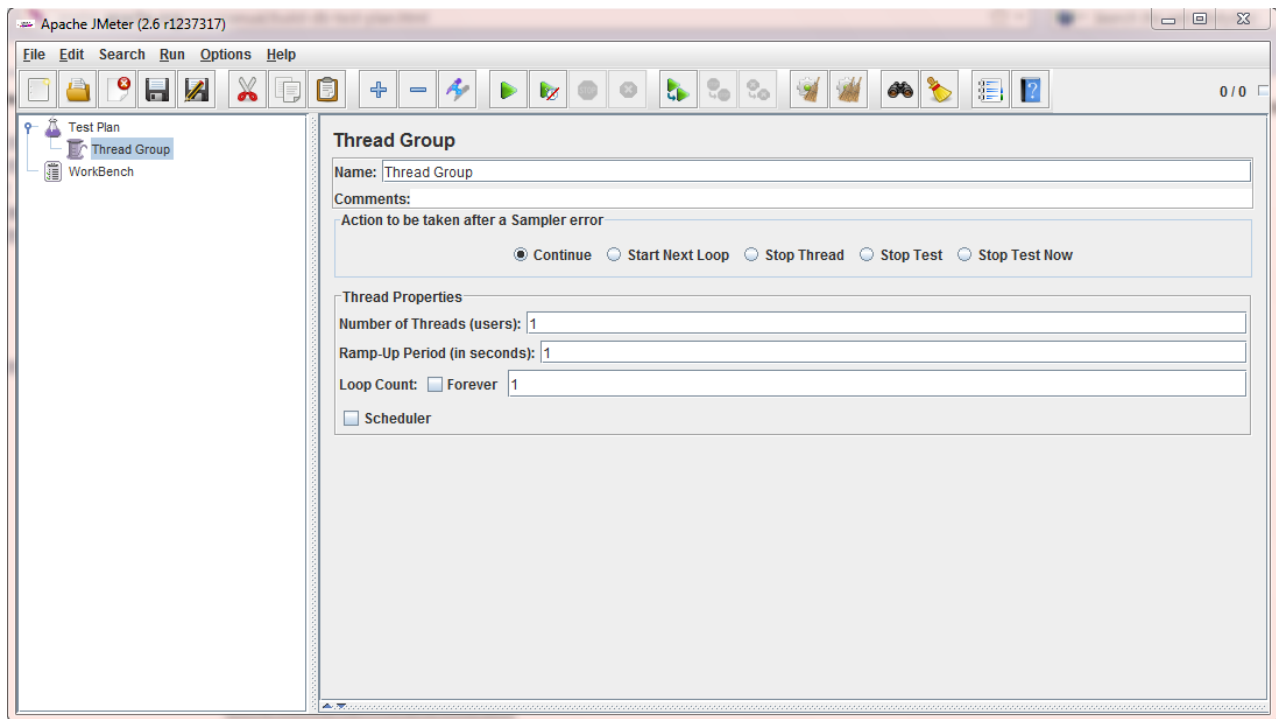 Apache JMeter (2.6 r1237317)
File Edit Search Run Options Help
0 / 0
Test Plan
Thread Group
WorkBench
Thread Group
Name: Thread Group
Comments:
Action to be taken after a Sampler error
Continue Start Next Loop Stop Thread Stop Test Stop Test Now
Thread Properties
Number of Threads (users): 1
Ramp-Up Period (in seconds): 1
Loop Count: Forever 1
Scheduler